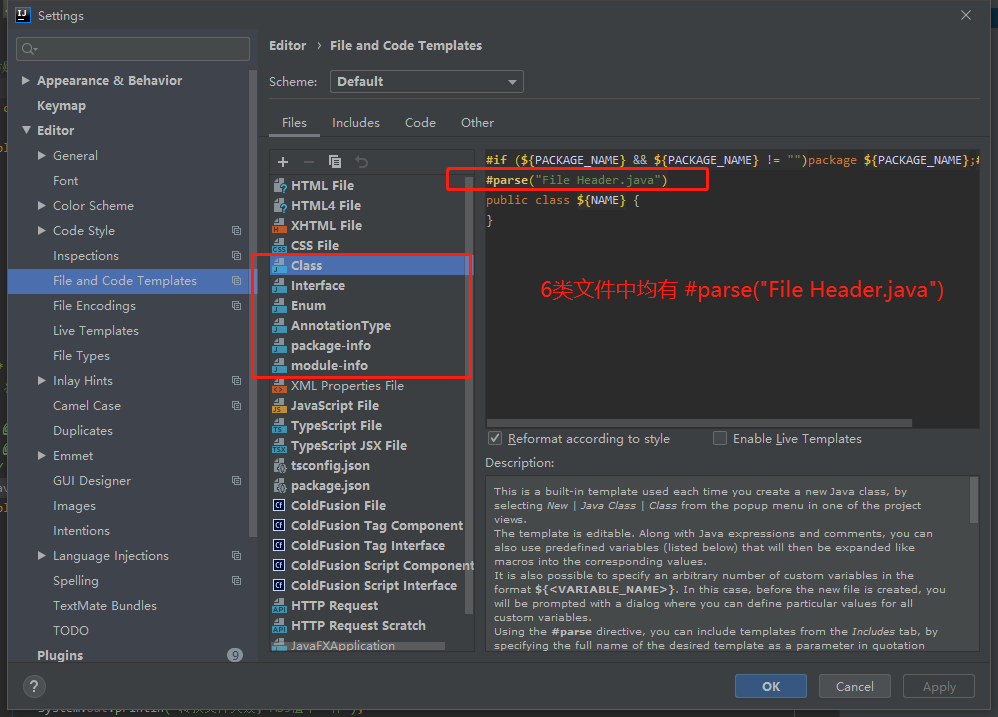 Settings
Appearance & Behavior
Keymap
Editor
General
Font
Color Scheme
Code Style
Inspections
File and Code Templates
File Encodings
Live Templates
File Types
Inlay Hints
Camel Case
Duplicates
Emmet
GUI Designer
Images
Intentions
Language Injections
Spelling
TextMate Bundles
TODO
Plugins 9
Editor › File and Code Templates
Scheme: Default
Files Includes Code Other
HTML File
HTML4 File
XHTML File
CSS File
Class
Interface
Enum
AnnotationType
package-info
module-info
XML Properties File
JavaScript File
TypeScript File
TypeScript JSX File
tsconfig.json
package.json
ColdFusion File
ColdFusion Tag Component
ColdFusion Tag Interface
ColdFusion Script Component
ColdFusion Script Interface
HTTP Request
HTTP Request Scratch
JavaFXApplication
#if (${PACKAGE_NAME} && ${PACKAGE_NAME} != "")package ${PACKAGE_NAME};#
#parse("File Header.java")
public class ${NAME} {
}
6类文件中均有 #parse("File Header.java")
Reformat according to style Enable Live Templates
Description:
This is a built-in template used each time you create a new Java class, by
selecting New | Java Class | Class from the popup menu in one of the project
views.
The template is editable. Along with Java expressions and comments, you can
also use predefined variables (listed below) that will then be expanded like
macros into the corresponding values.
It is also possible to specify an arbitrary number of custom variables in the
format ${<VARIABLE_NAME>}. In this case, before the new file is created, you
will be prompted with a dialog where you can define particular values for all
custom variables.
Using the #parse directive, you can include templates from the Includes tab, by
specifying the full name of the desired template as a parameter in quotation
? OK Cancel Apply